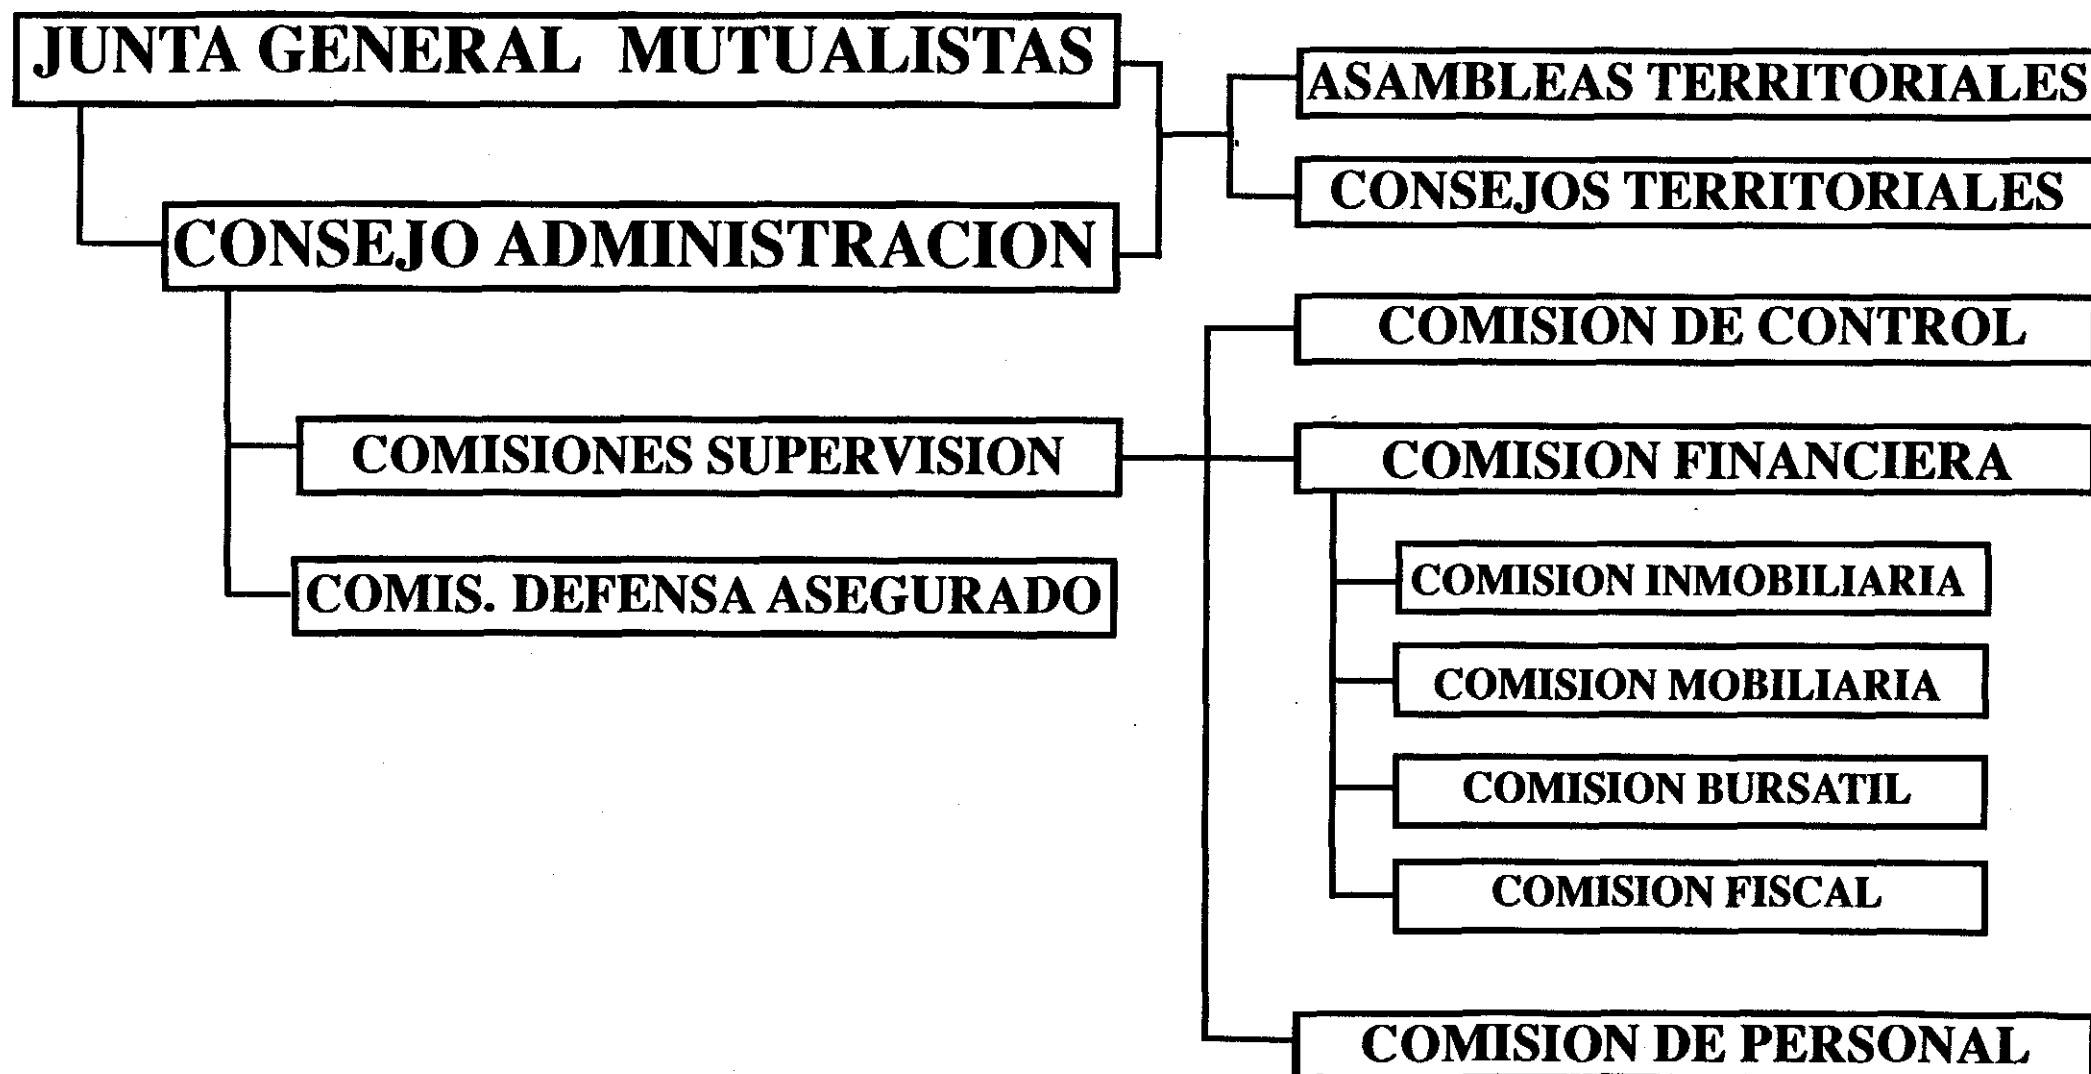 JUNTA GENERAL MUTUALISTAS
ASAMBLEAS TERRITORIALES
CONSEJOS TERRITORIALES
CONSEJO ADMINISTRACION
COMISION DE CONTROL
COMISIONES SUPERVISION
COMISION FINANCIERA
COMISION INMOBILIARIA
COMIS. DEFENSA ASEGURADO
COMISION MOBILIARIA
COMISION BURSATIL
COMISION FISCAL
COMISION DE PERSONAL